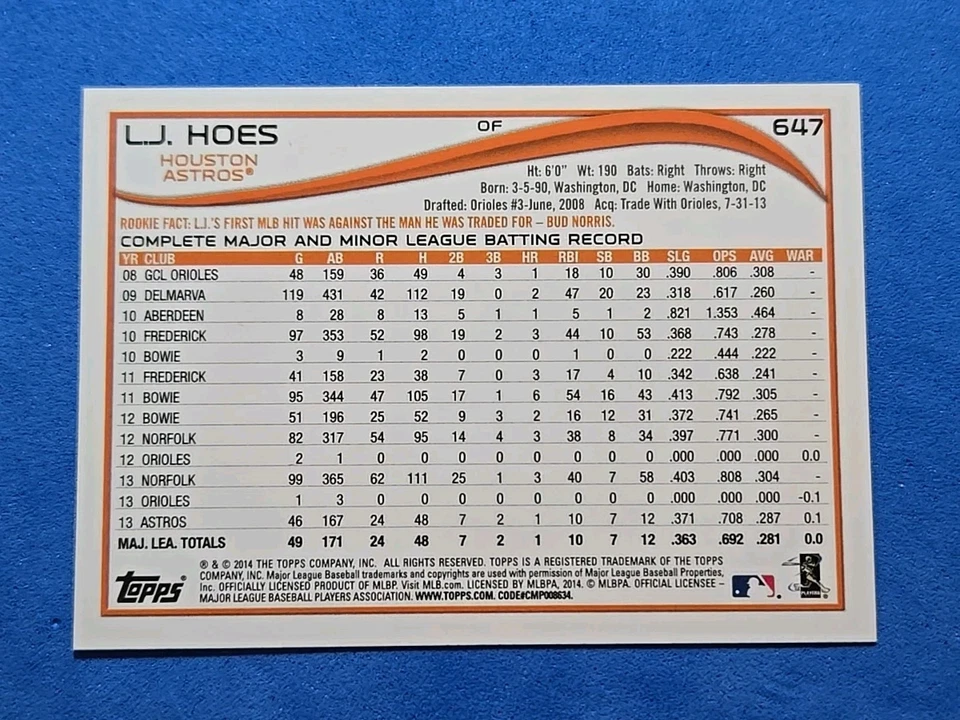 L.J. HOES OF 647
HOUSTON
ASTROS®
Ht: 6'0" Wt: 190 Bats: Right Throws: Right
Born: 3-5-90, Washington, DC Home: Washington, DC
Drafted: Orioles #3-June, 2008 Acq: Trade With Orioles, 7-31-13
ROOKIE FACT: L.J.'S FIRST MLB HIT WAS AGAINST THE MAN HE WAS TRADED FOR – BUD NORRIS.
COMPLETE MAJOR AND MINOR LEAGUE BATTING RECORD
YR CLUB G AB R H 2B 3B HR RBI SB BB SLG OPS AVG WAR
08 GCL ORIOLES 48 159 36 49 4 3 1 18 10 30 .390 .806 .308 -
09 DELMARVA 119 431 42 112 19 0 2 47 20 23 .318 .617 .260 -
10 ABERDEEN 8 28 8 13 5 1 1 5 1 2 .821 1.353 .464 -
10 FREDERICK 97 353 52 98 19 2 3 44 10 53 .368 .743 .278 -
10 BOWIE 3 9 1 2 0 0 0 1 0 0 .222 .444 .222 -
11 FREDERICK 41 158 23 38 7 0 3 17 4 10 .342 .638 .241 -
11 BOWIE 95 344 47 105 17 1 6 54 16 43 .413 .792 .305 -
12 BOWIE 51 196 25 52 9 3 2 16 12 31 .372 .741 .265 -
12 NORFOLK 82 317 54 95 14 4 3 38 8 34 .397 .771 .300 -
12 ORIOLES 2 1 0 0 0 0 0 0 0 0 .000 .000 .000 0.0
13 NORFOLK 99 365 62 111 25 1 3 40 7 58 .403 .808 .304 -
13 ORIOLES 1 3 0 0 0 0 0 0 0 0 .000 .000 .000 -0.1
13 ASTROS 46 167 24 48 7 2 1 10 7 12 .371 .708 .287 0.1
MAJ. LEA. TOTALS 49 171 24 48 7 2 1 10 7 12 .363 .692 .281 0.0
Topps®
® & © 2014 THE TOPPS COMPANY, INC. ALL RIGHTS RESERVED. TOPPS IS A REGISTERED TRADEMARK OF THE TOPPS
COMPANY, INC. Major League Baseball trademarks and copyrights are used with permission of Major League Baseball Properties,
Inc. OFFICIALLY LICENSED PRODUCT OF MLBP. Visit MLB.com. LICENSED BY MLBPA, 2014. © MLBPA. OFFICIAL LICENSEE –
MAJOR LEAGUE BASEBALL PLAYERS ASSOCIATION. WWW.TOPPS.COM. CODE#CMP008634.
PLAYERS